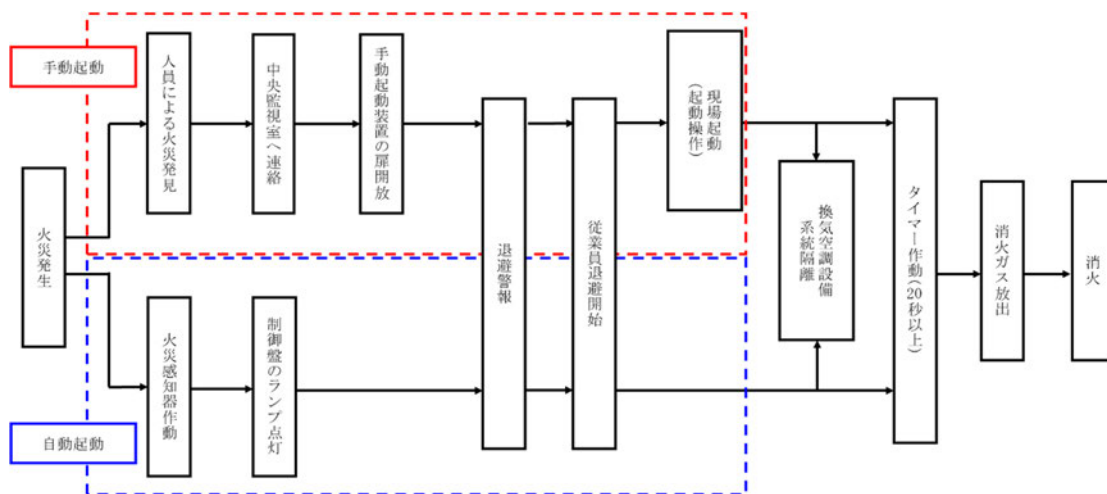 手動起動
人員による火災発見
中央監視室へ連絡
手動起動装置の扉開放
現場起動
(起動操作)
火災発生
退避警報
従業員退避開始
換気空調設備
系統隔離
タイマー作動(20秒以上)
消火ガス放出
消火
自動起動
火災感知器作動
制御盤のランプ点灯